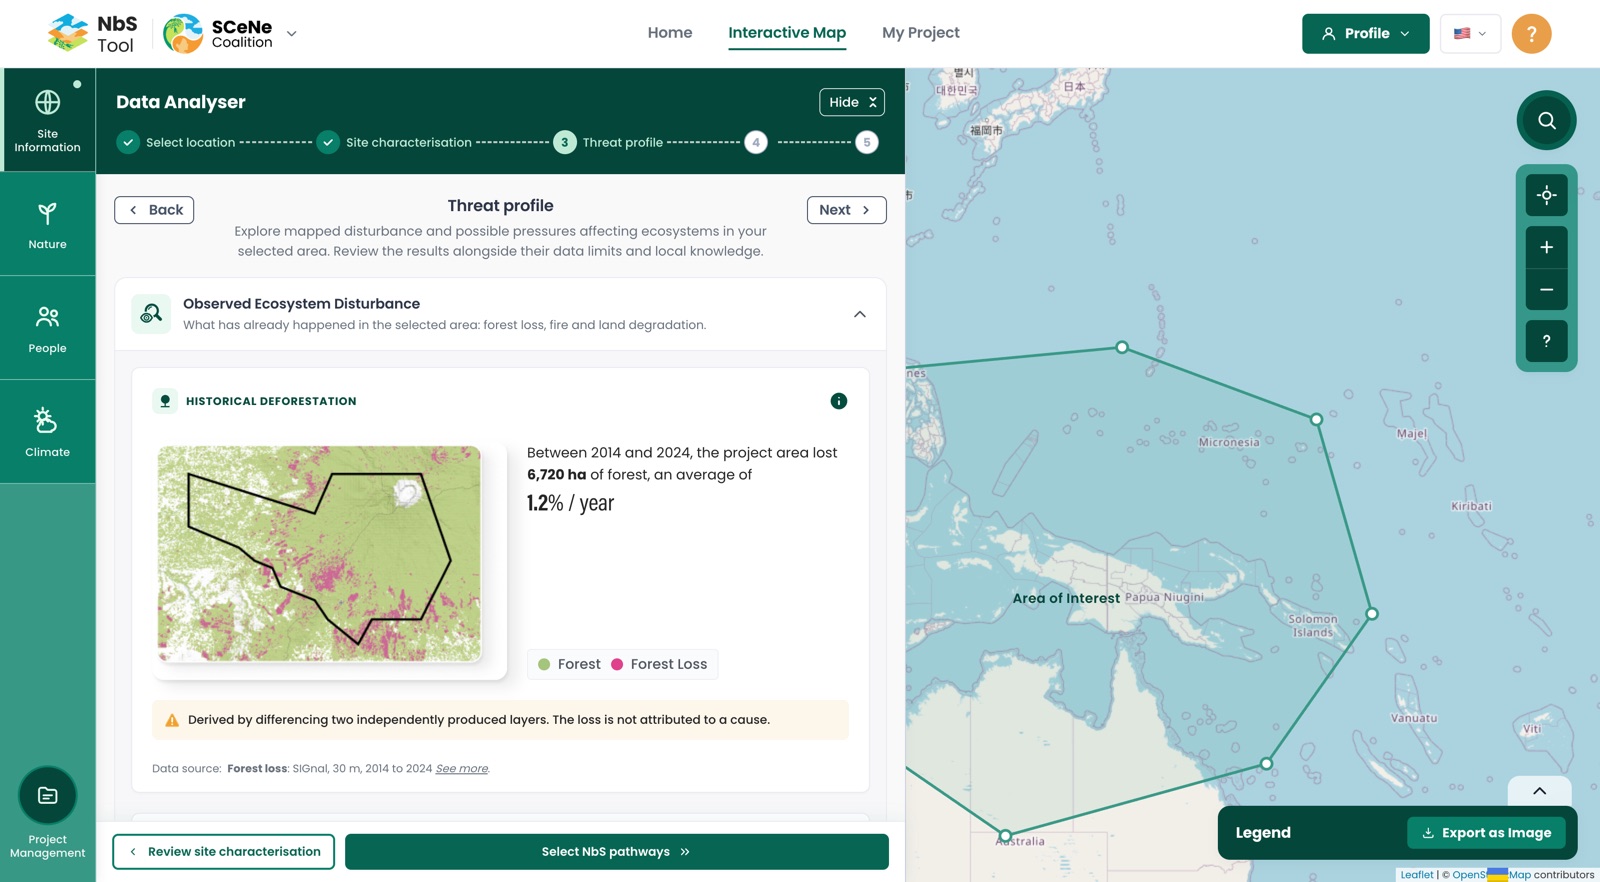 NbS
Tool
SCeNe
Coalition
Home
Interactive Map
My Project
Profile
?
Site
Information
Nature
People
Climate
Project
Management
Data Analyser
Hide
Select location
Site characterisation
3
Threat profile
4
5
Back
Threat profile
Next
Explore mapped disturbance and possible pressures affecting ecosystems in your
selected area. Review the results alongside their data limits and local knowledge.
Observed Ecosystem Disturbance
What has already happened in the selected area: forest loss, fire and land degradation.
HISTORICAL DEFORESTATION
Between 2014 and 2024, the project area lost
6,720 ha of forest, an average of
1.2% / year
Forest
Forest Loss
Derived by differencing two independently produced layers. The loss is not attributed to a cause.
Data source: Forest loss: SIGnal, 30 m, 2014 to 2024 See more.
Review site characterisation
Select NbS pathways
별시
대한민국
日本
福岡市
市
nes
Micronesia
Majel
Kiribati
Area of Interest
Papua Niugini
Solomon
Islands
Vanuatu
Viti
Australia
+
−
?
Legend
Export as Image
Leaflet | © OpenS Map contributors